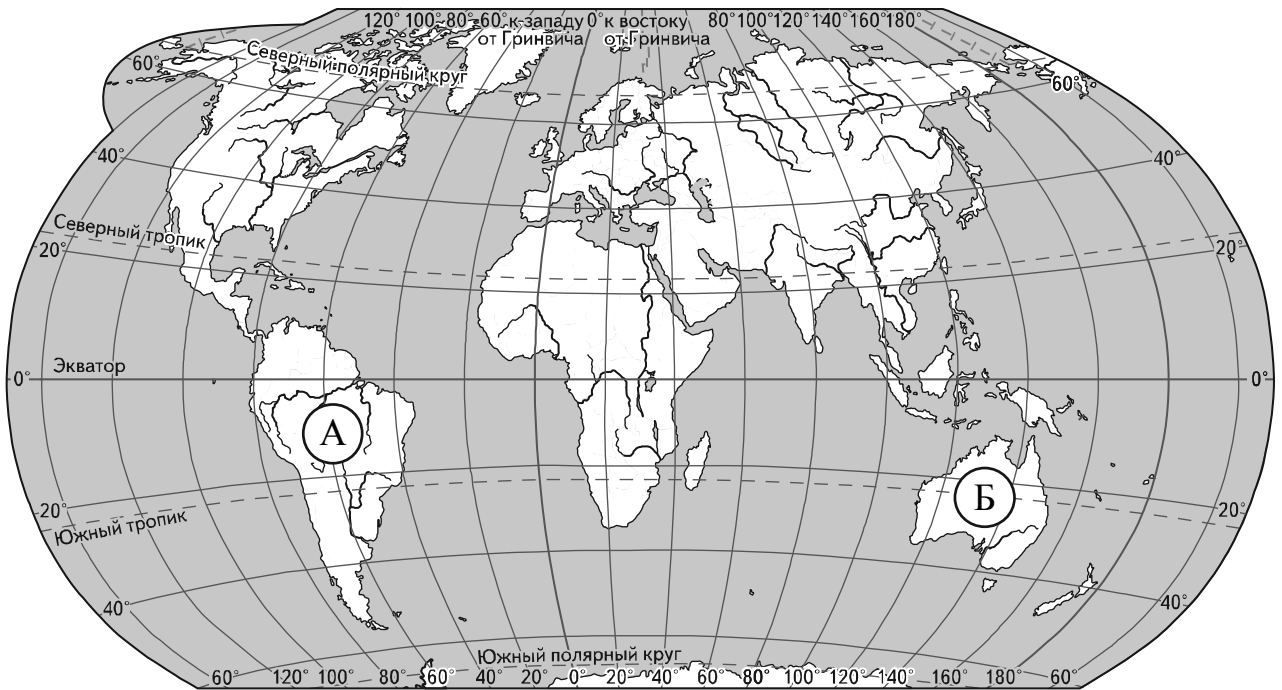 120° 100° 80° 60° к западу 0° к востоку 80° 100° 120° 140° 160° 180°
от Гринвича от Гринвича
Северный полярный круг
60° 60°
40° 40°
Северный тропик
20° 20°
Экватор
0° 0°
А
Б
20° 20°
Южный тропик
40° 40°
Южный полярный круг
60° 120° 100° 80° 60° 40° 20° 0° 20° 40° 60° 80° 100° 120° 140° 160° 180° 60°